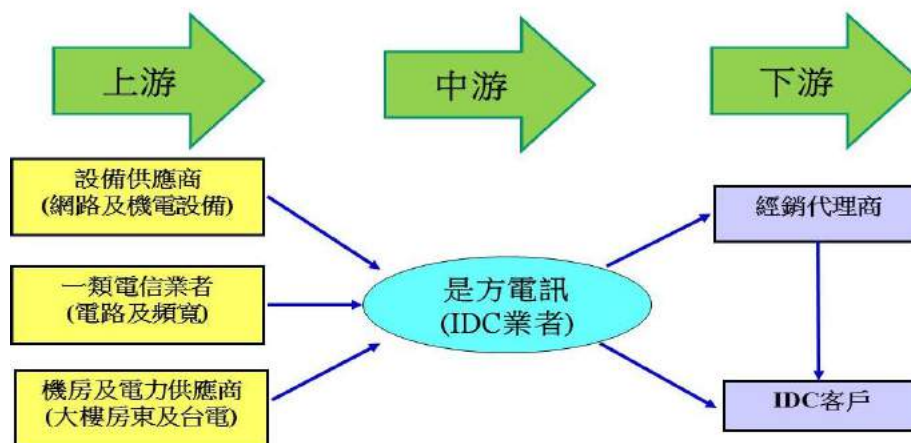 上游
中游
下游
設備供應商
(網路及機電設備)
一類電信業者
(電路及頻寬)
機房及電力供應商
(大樓房東及台電)
是方電訊
(IDC業者)
經銷代理商
IDC客戶